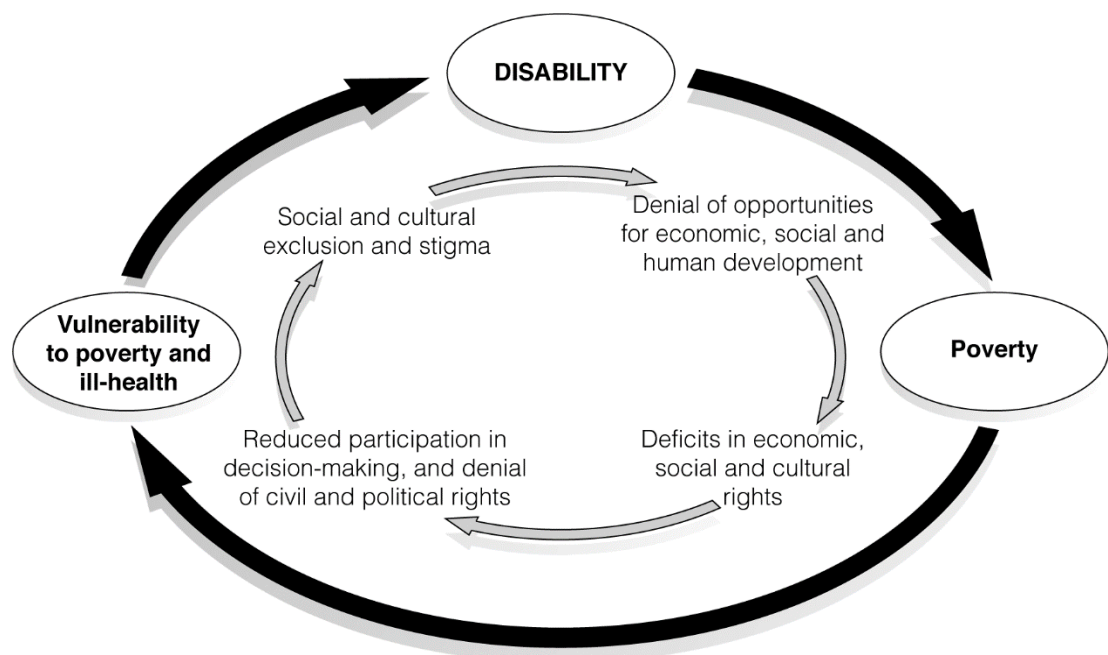 DISABILITY
Social and cultural
exclusion and stigma
Denial of opportunities
for economic, social and
human development
Vulnerability
to poverty and
ill-health
Poverty
Reduced participation in
decision-making, and denial
of civil and political rights
Deficits in economic,
social and cultural
rights